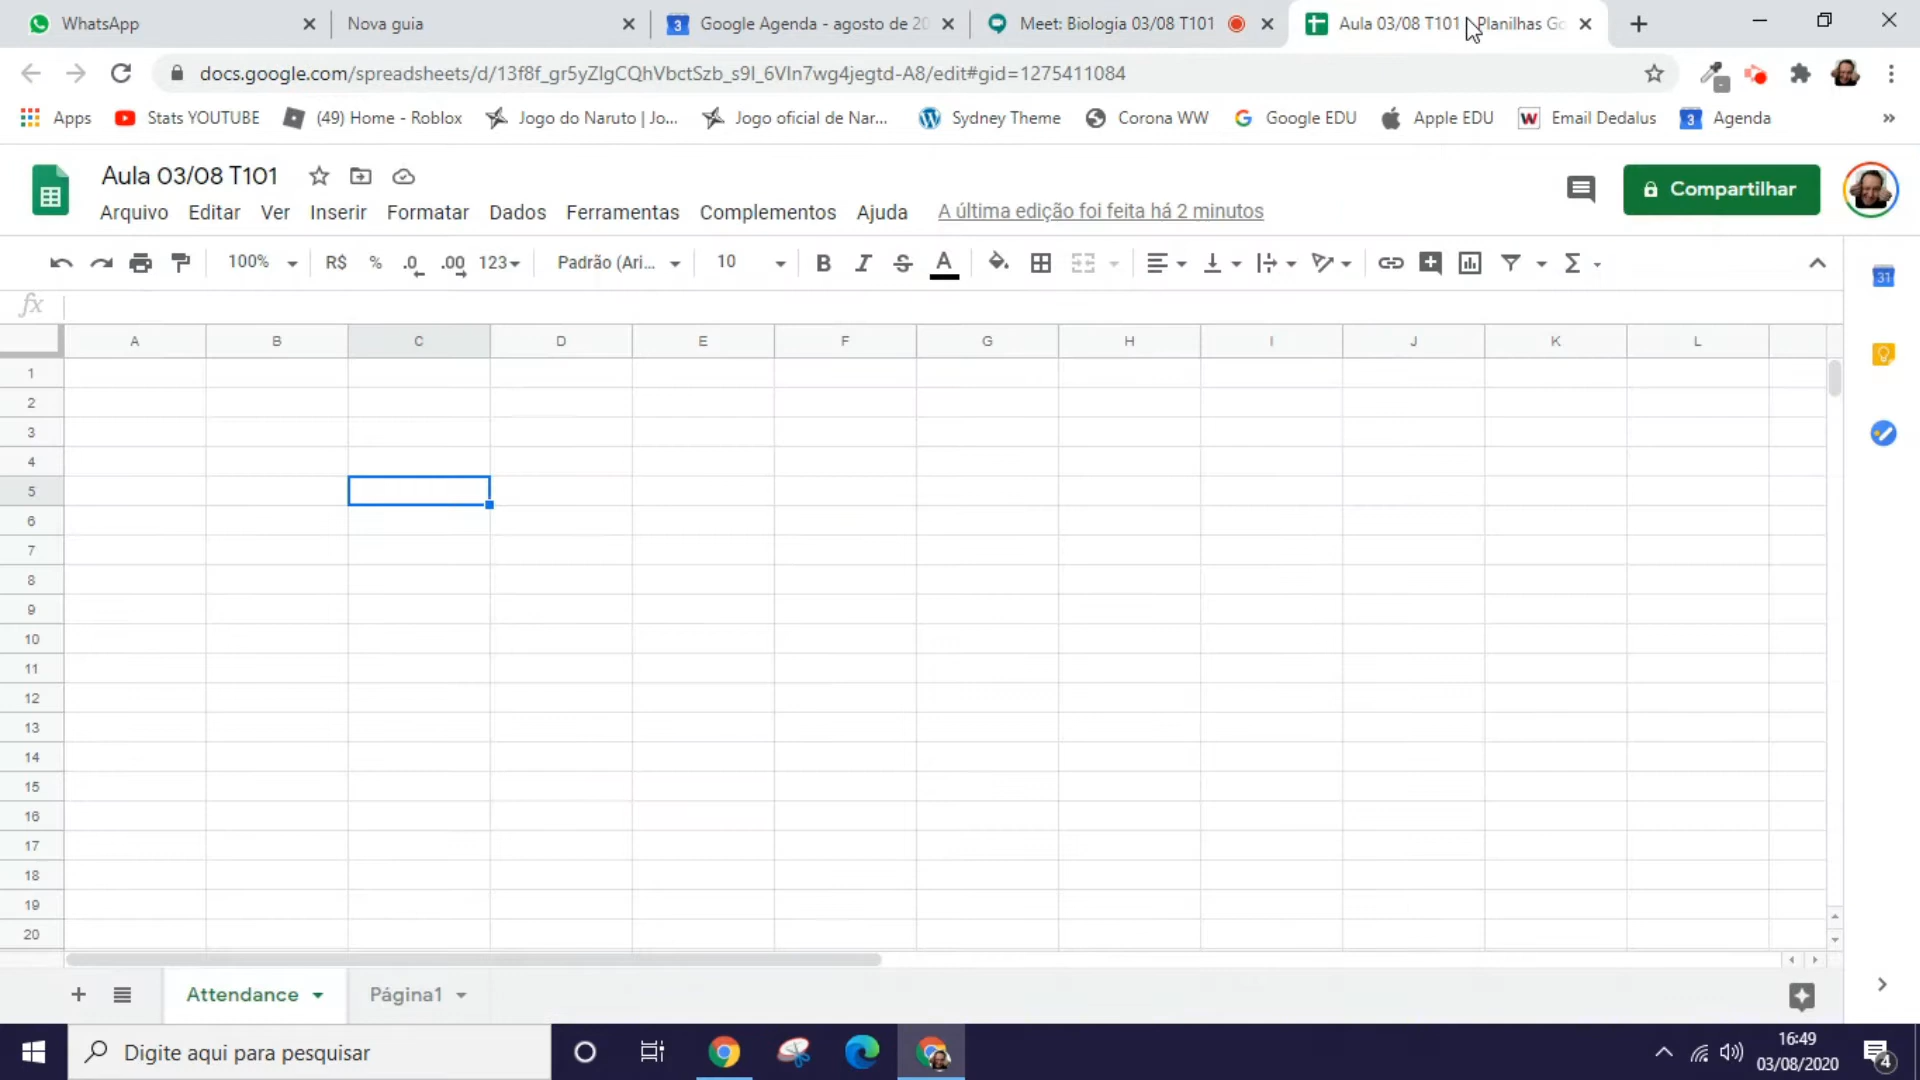 WhatsApp
Nova guia
Google Agenda - agosto de 20
Meet: Biologia 03/08 T101
Aula 03/08 T101 - Planilhas Go
docs.google.com/spreadsheets/d/13f8f_gr5yZIgCQhVbctSzb_s9I_6VIn7wg4jegtd-A8/edit#gid=1275411084
Apps
Stats YOUTUBE
(49) Home - Roblox
Jogo do Naruto | Jo...
Jogo oficial de Nar...
Sydney Theme
Corona WW
Google EDU
Apple EDU
Email Dedalus
3
Agenda
»
Aula 03/08 T101
Compartilhar
Arquivo Editar Ver Inserir Formatar Dados Ferramentas Complementos Ajuda
A última edição foi feita há 2 minutos
100% R$ % .0 .00 123 Padrão (Ari... 10 B I S A Σ
31
fx
A B C D E F G H I J K L
1
2
3
4
5
6
7
8
9
10
11
12
13
14
15
16
17
18
19
20
+ Attendance Página1
Digite aqui para pesquisar
16:49
03/08/2020
4